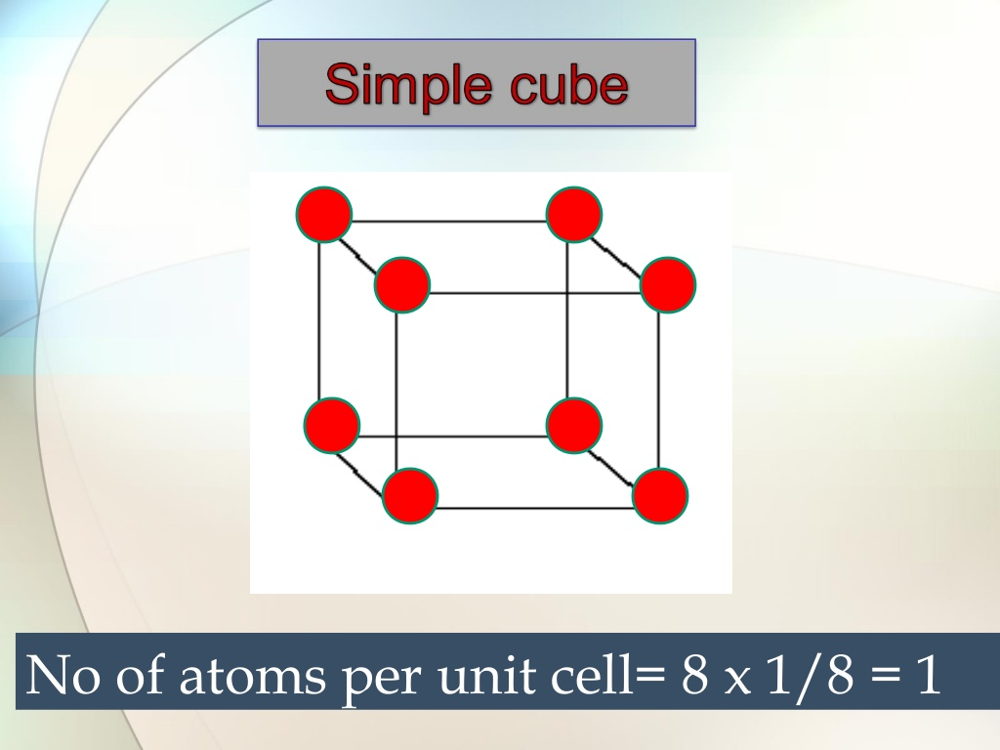 Simple cube
No of atoms per unit cell= 8 x 1/8 = 1